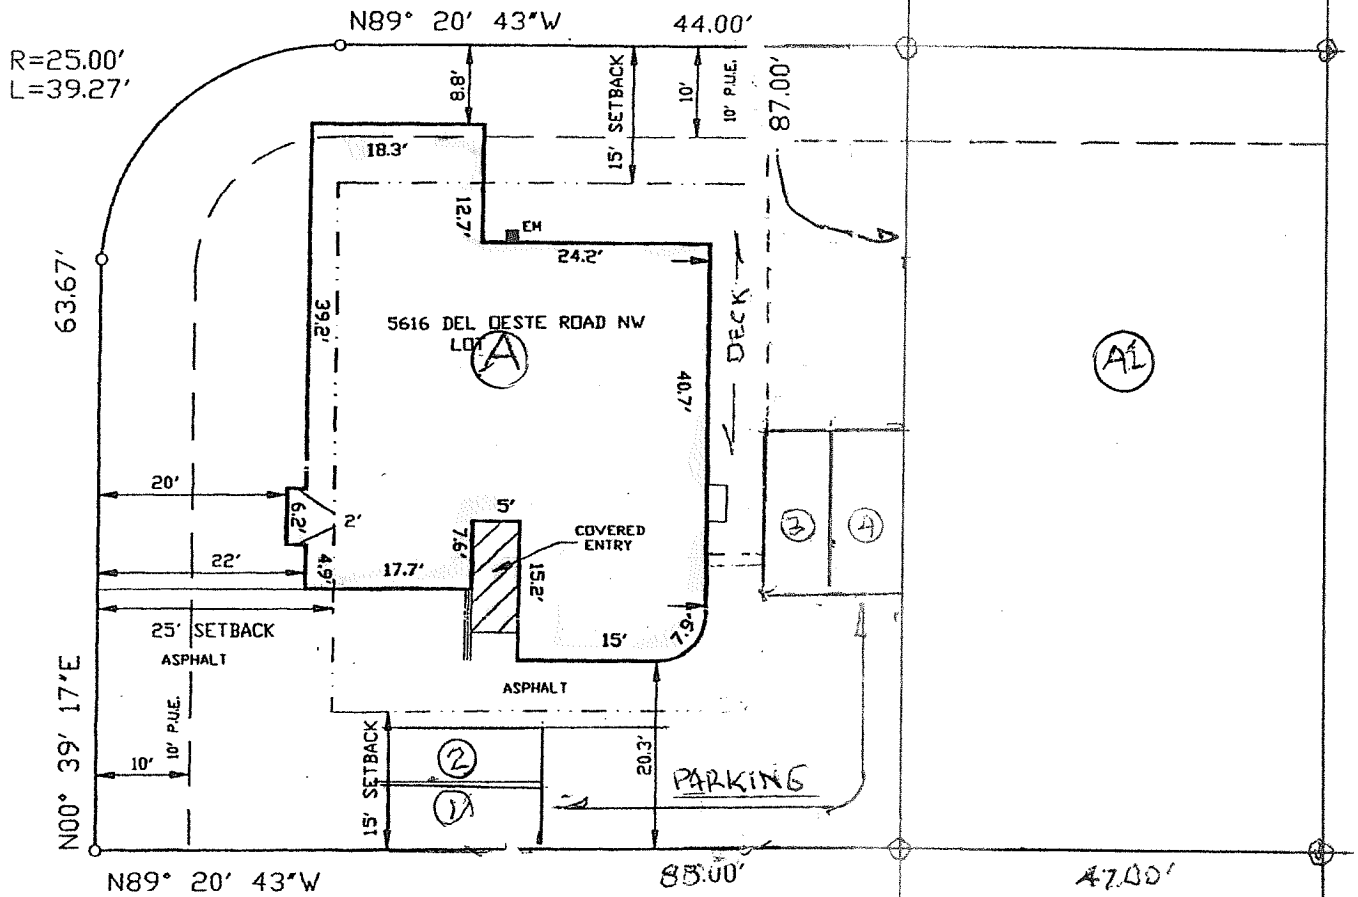 N89° 20' 43"W
44.00'
R=25.00'
L=39.27'
8.8'
15' SETBACK
10'
10' P.U.E.
87.00'
18.3'
12.7'
EM
24.2'
63.67'
39.2'
5616 DEL OESTE ROAD NW
LOT A
DECK
A1
40.7'
20'
6.2'
2'
5'
7.6'
COVERED
ENTRY
3
4
22'
4.9'
17.7'
15.2'
25' SETBACK
15'
7.9'
ASPHALT
ASPHALT
N00° 39' 17"E
10' P.U.E.
10'
15' SETBACK
2
1
20.3'
PARKING
N89° 20' 43"W
47.00'